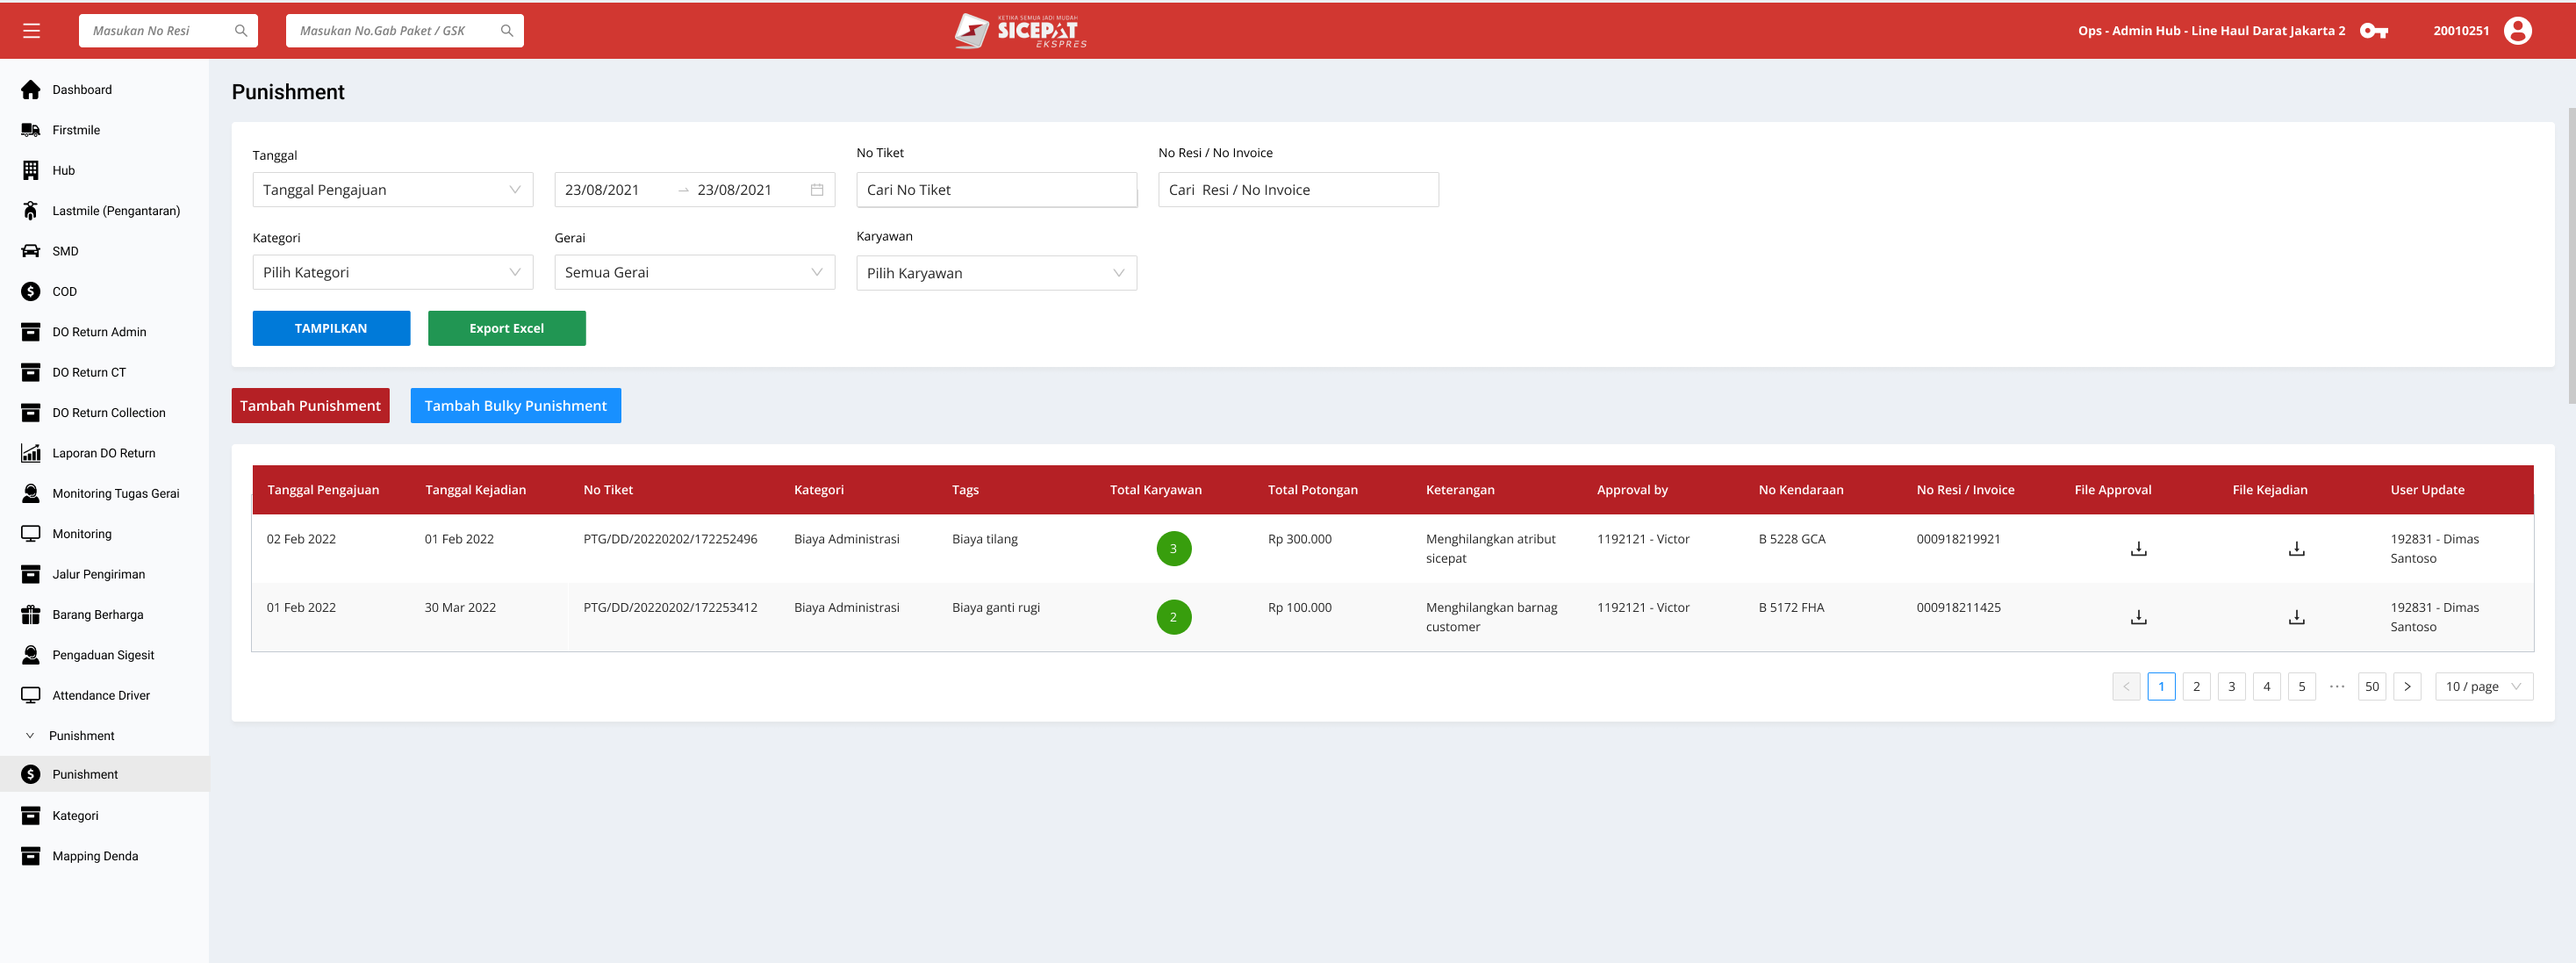 Masukan No Resi
Masukan No.Gab Paket / GSK
KETIKA SEMUA JADI MUDAH
SICEPAT
EKSPRES
Ops - Admin Hub - Line Haul Darat Jakarta 2
20010251
Dashboard
Firstmile
Hub
Lastmile (Pengantaran)
SMD
COD
DO Return Admin
DO Return CT
DO Return Collection
Laporan DO Return
Monitoring Tugas Gerai
Monitoring
Jalur Pengiriman
Barang Berharga
Pengaduan Sigesit
Attendance Driver
Punishment
Punishment
Kategori
Mapping Denda
Punishment
Tanggal
No Tiket
No Resi / No Invoice
Tanggal Pengajuan
23/08/2021
23/08/2021
Cari No Tiket
Cari  Resi / No Invoice
Kategori
Gerai
Karyawan
Pilih Kategori
Semua Gerai
Pilih Karyawan
TAMPILKAN
Export Excel
Tambah Punishment
Tambah Bulky Punishment
Tanggal Pengajuan Tanggal Kejadian No Tiket Kategori Tags Total Karyawan Total Potongan Keterangan Approval by No Kendaraan No Resi / Invoice File Approval File Kejadian User Update
02 Feb 2022 01 Feb 2022 PTG/DD/20220202/172252496 Biaya Administrasi Biaya tilang 3 Rp 300.000 Menghilangkan atribut 1192121 - Victor B 5228 GCA 000918219921 192831 - Dimas
sicepat Santoso
01 Feb 2022 30 Mar 2022 PTG/DD/20220202/172253412 Biaya Administrasi Biaya ganti rugi 2 Rp 100.000 Menghilangkan barnag 1192121 - Victor B 5172 FHA 000918211425 192831 - Dimas
customer Santoso
1 2 3 4 5 ••• 50 10 / page